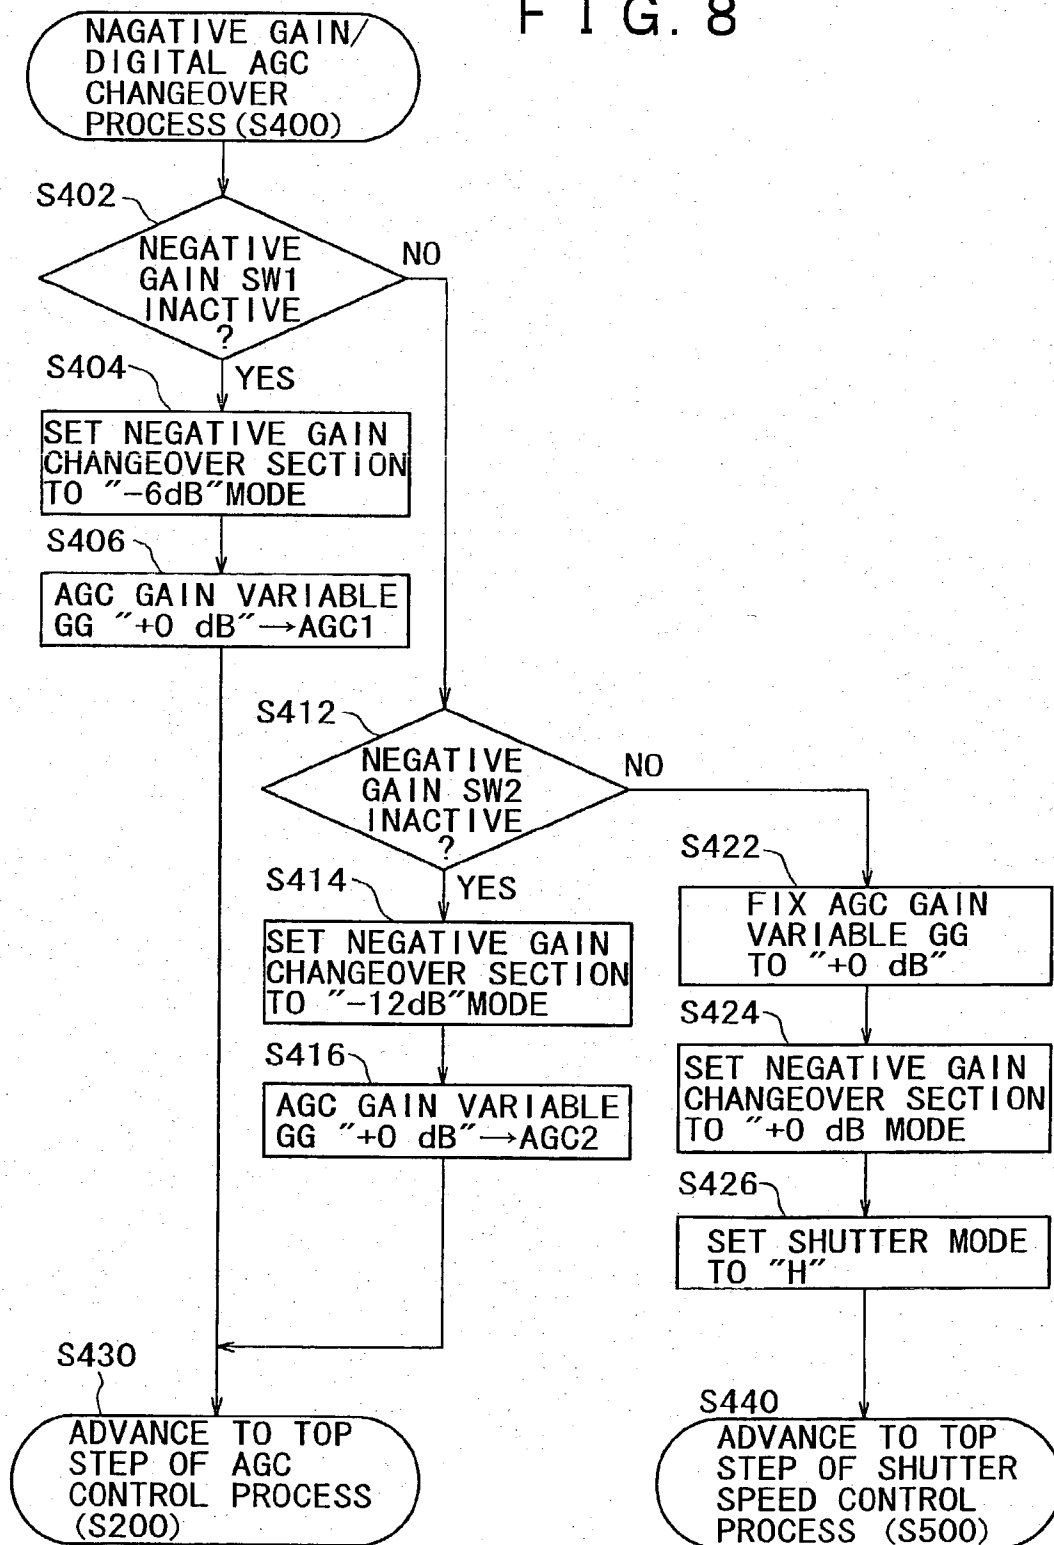 FIG. 8
NAGATIVE GAIN/
DIGITAL AGC
CHANGEOVER
PROCESS (S400)
S402
NEGATIVE
GAIN SW1
INACTIVE
?
NO
YES
S404
SET NEGATIVE GAIN
CHANGEOVER SECTION
TO "-6dB" MODE
S406
AGC GAIN VARIABLE
GG "+0 dB"→AGC1
S412
NEGATIVE
GAIN SW2
INACTIVE
?
NO
YES
S414
SET NEGATIVE GAIN
CHANGEOVER SECTION
TO "-12dB" MODE
S416
AGC GAIN VARIABLE
GG "+0 dB"→AGC2
S422
FIX AGC GAIN
VARIABLE GG
TO "+0 dB"
S424
SET NEGATIVE GAIN
CHANGEOVER SECTION
TO "+0 dB MODE
S426
SET SHUTTER MODE
TO "H"
S430
ADVANCE TO TOP
STEP OF AGC
CONTROL PROCESS
(S200)
S440
ADVANCE TO TOP
STEP OF SHUTTER
SPEED CONTROL
PROCESS (S500)